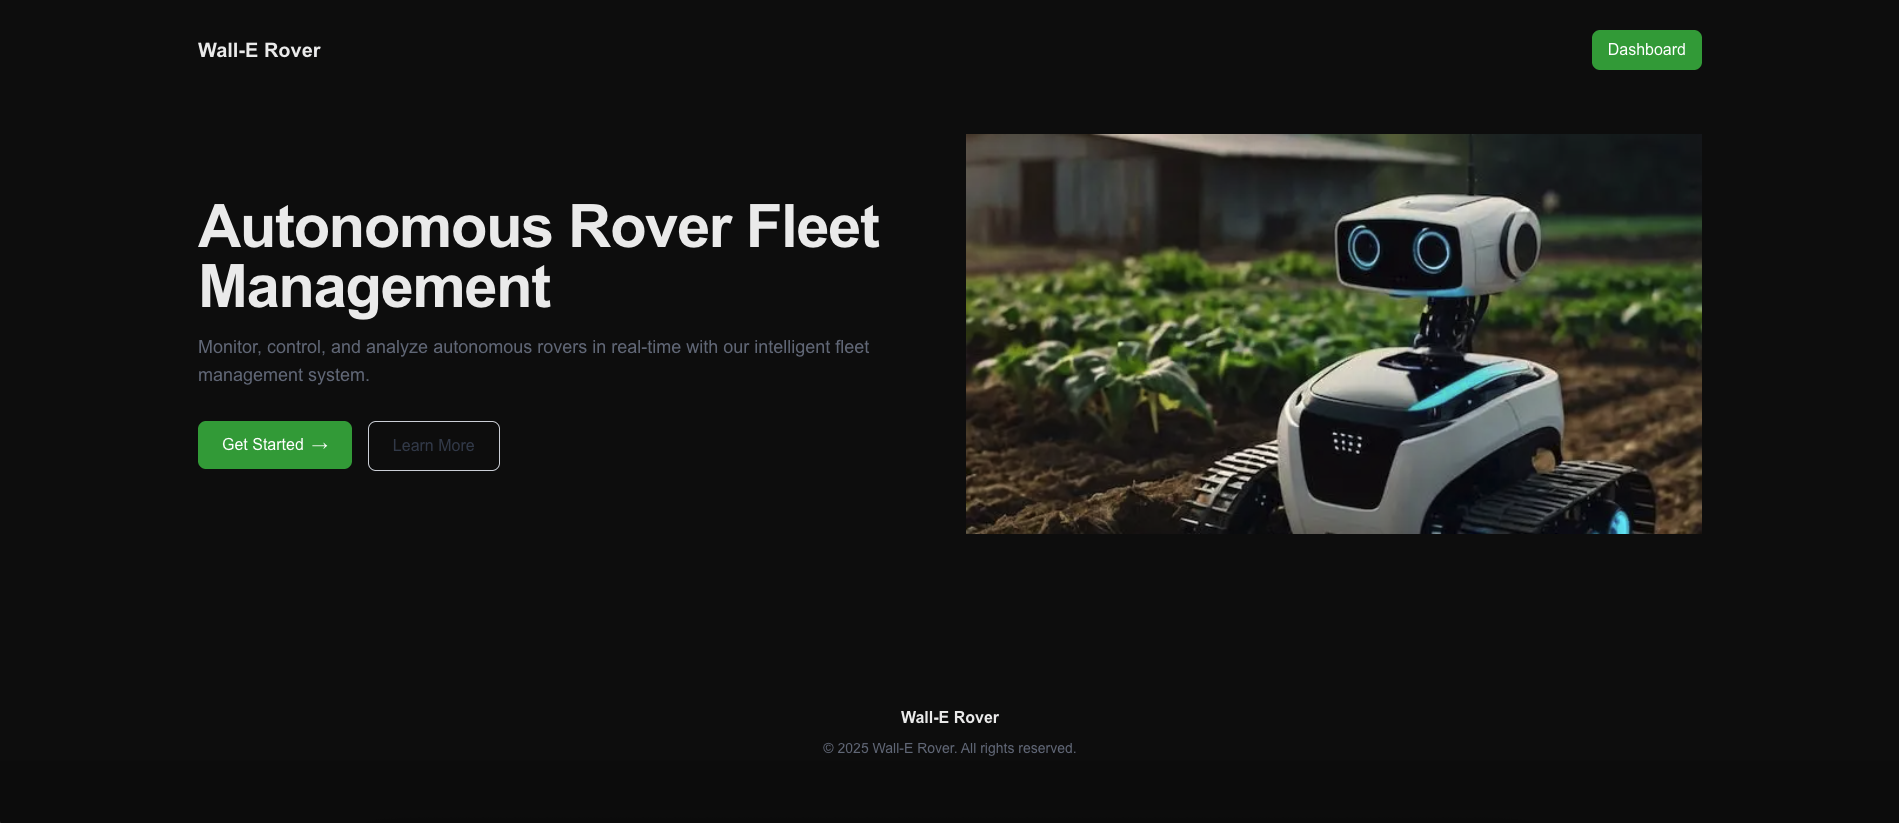 Wall-E Rover
Dashboard
Autonomous Rover Fleet
Management
Monitor, control, and analyze autonomous rovers in real-time with our intelligent fleet
management system.
Get Started →
Learn More
Wall-E Rover
© 2025 Wall-E Rover. All rights reserved.